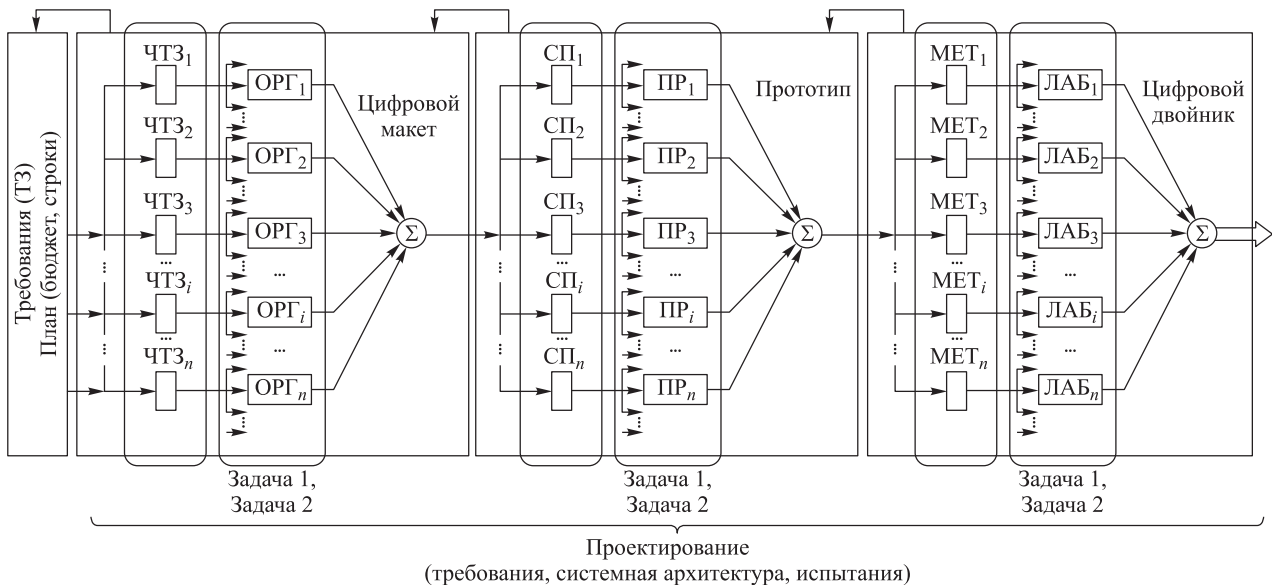 Требования (ТЗ)
План (бюджет, строки)
ЧТЗ1
ОРГ1
ЧТЗ2
ОРГ2
ЧТЗ3
ОРГ3
...
...
ЧТЗi
ОРГi
...
...
ЧТЗn
ОРГn
Цифровой
макет
Σ
Задача 1,
Задача 2
СП1
ПР1
СП2
ПР2
СП3
ПР3
...
...
СПi
ПРi
...
...
СПn
ПРn
Прототип
Σ
Задача 1,
Задача 2
МЕТ1
ЛАБ1
МЕТ2
ЛАБ2
МЕТ3
ЛАБ3
...
...
МЕТi
ЛАБi
...
...
МЕТn
ЛАБn
Цифровой
двойник
Σ
Задача 1,
Задача 2
Проектирование
(требования, системная архитектура, испытания)